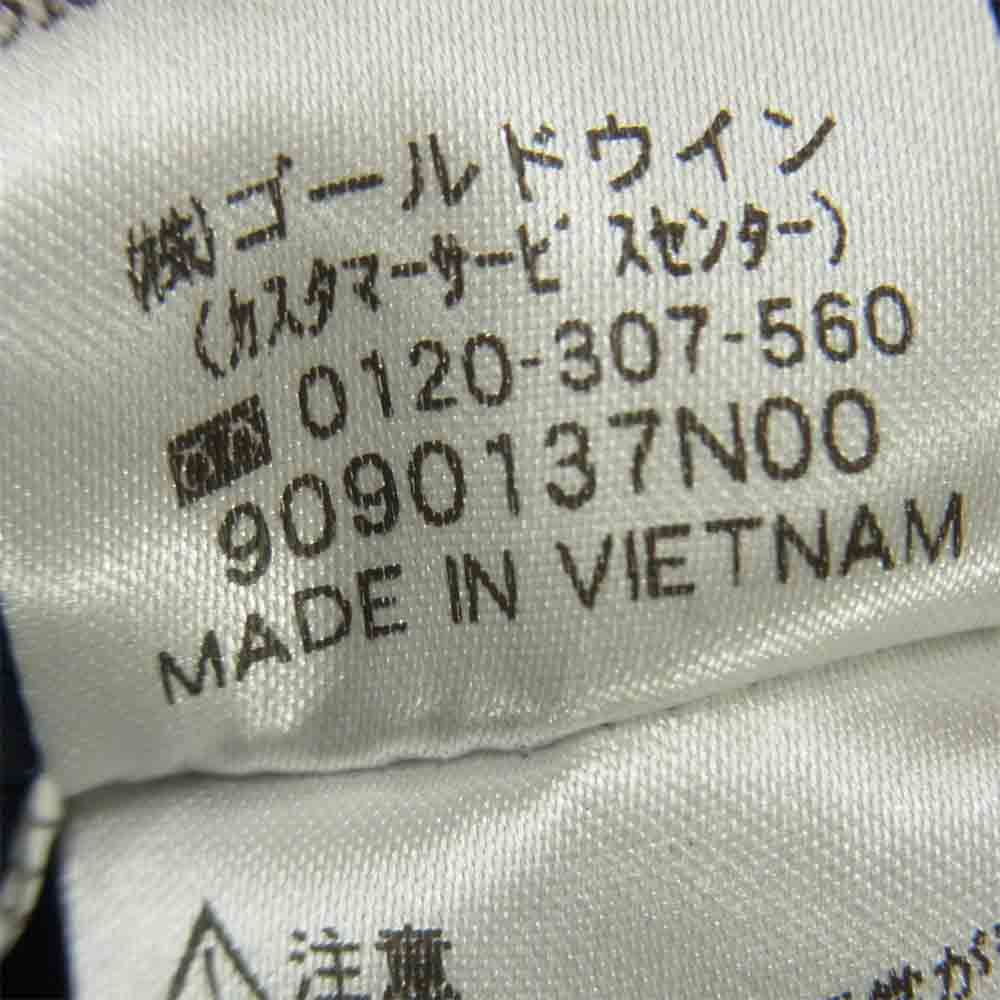 ㈱ゴールドウイン
(カスタマーサービスセンター)
0120-307-560
9090137N00
MADE IN VIETNAM
注意